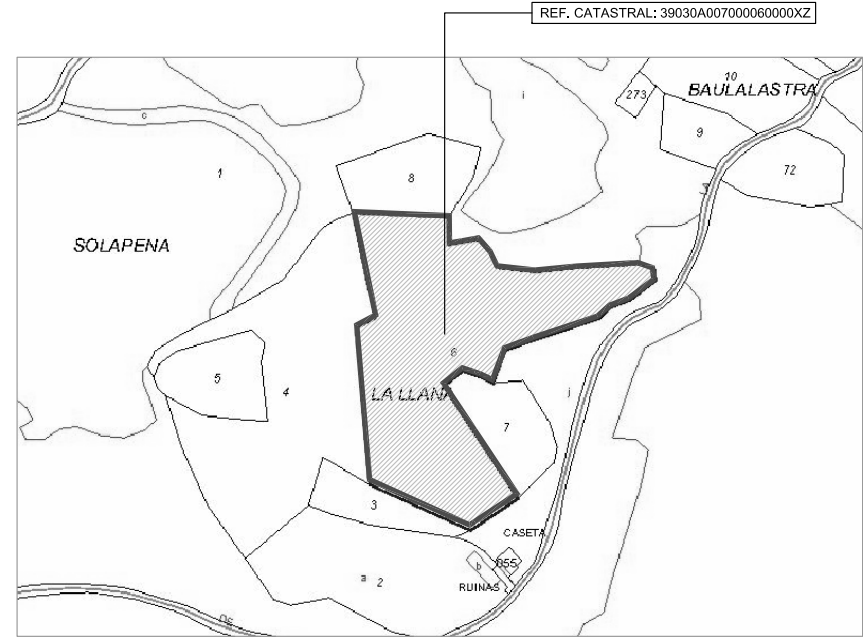 REF. CATASTRAL: 39030A007000060000XZ
10
BAULALASTRA
273
i
c
9
1
8
72
SOLAPENA
6
5
4
LA LLANA
j
7
3
CASETA
055
b
a 2
RUINAS